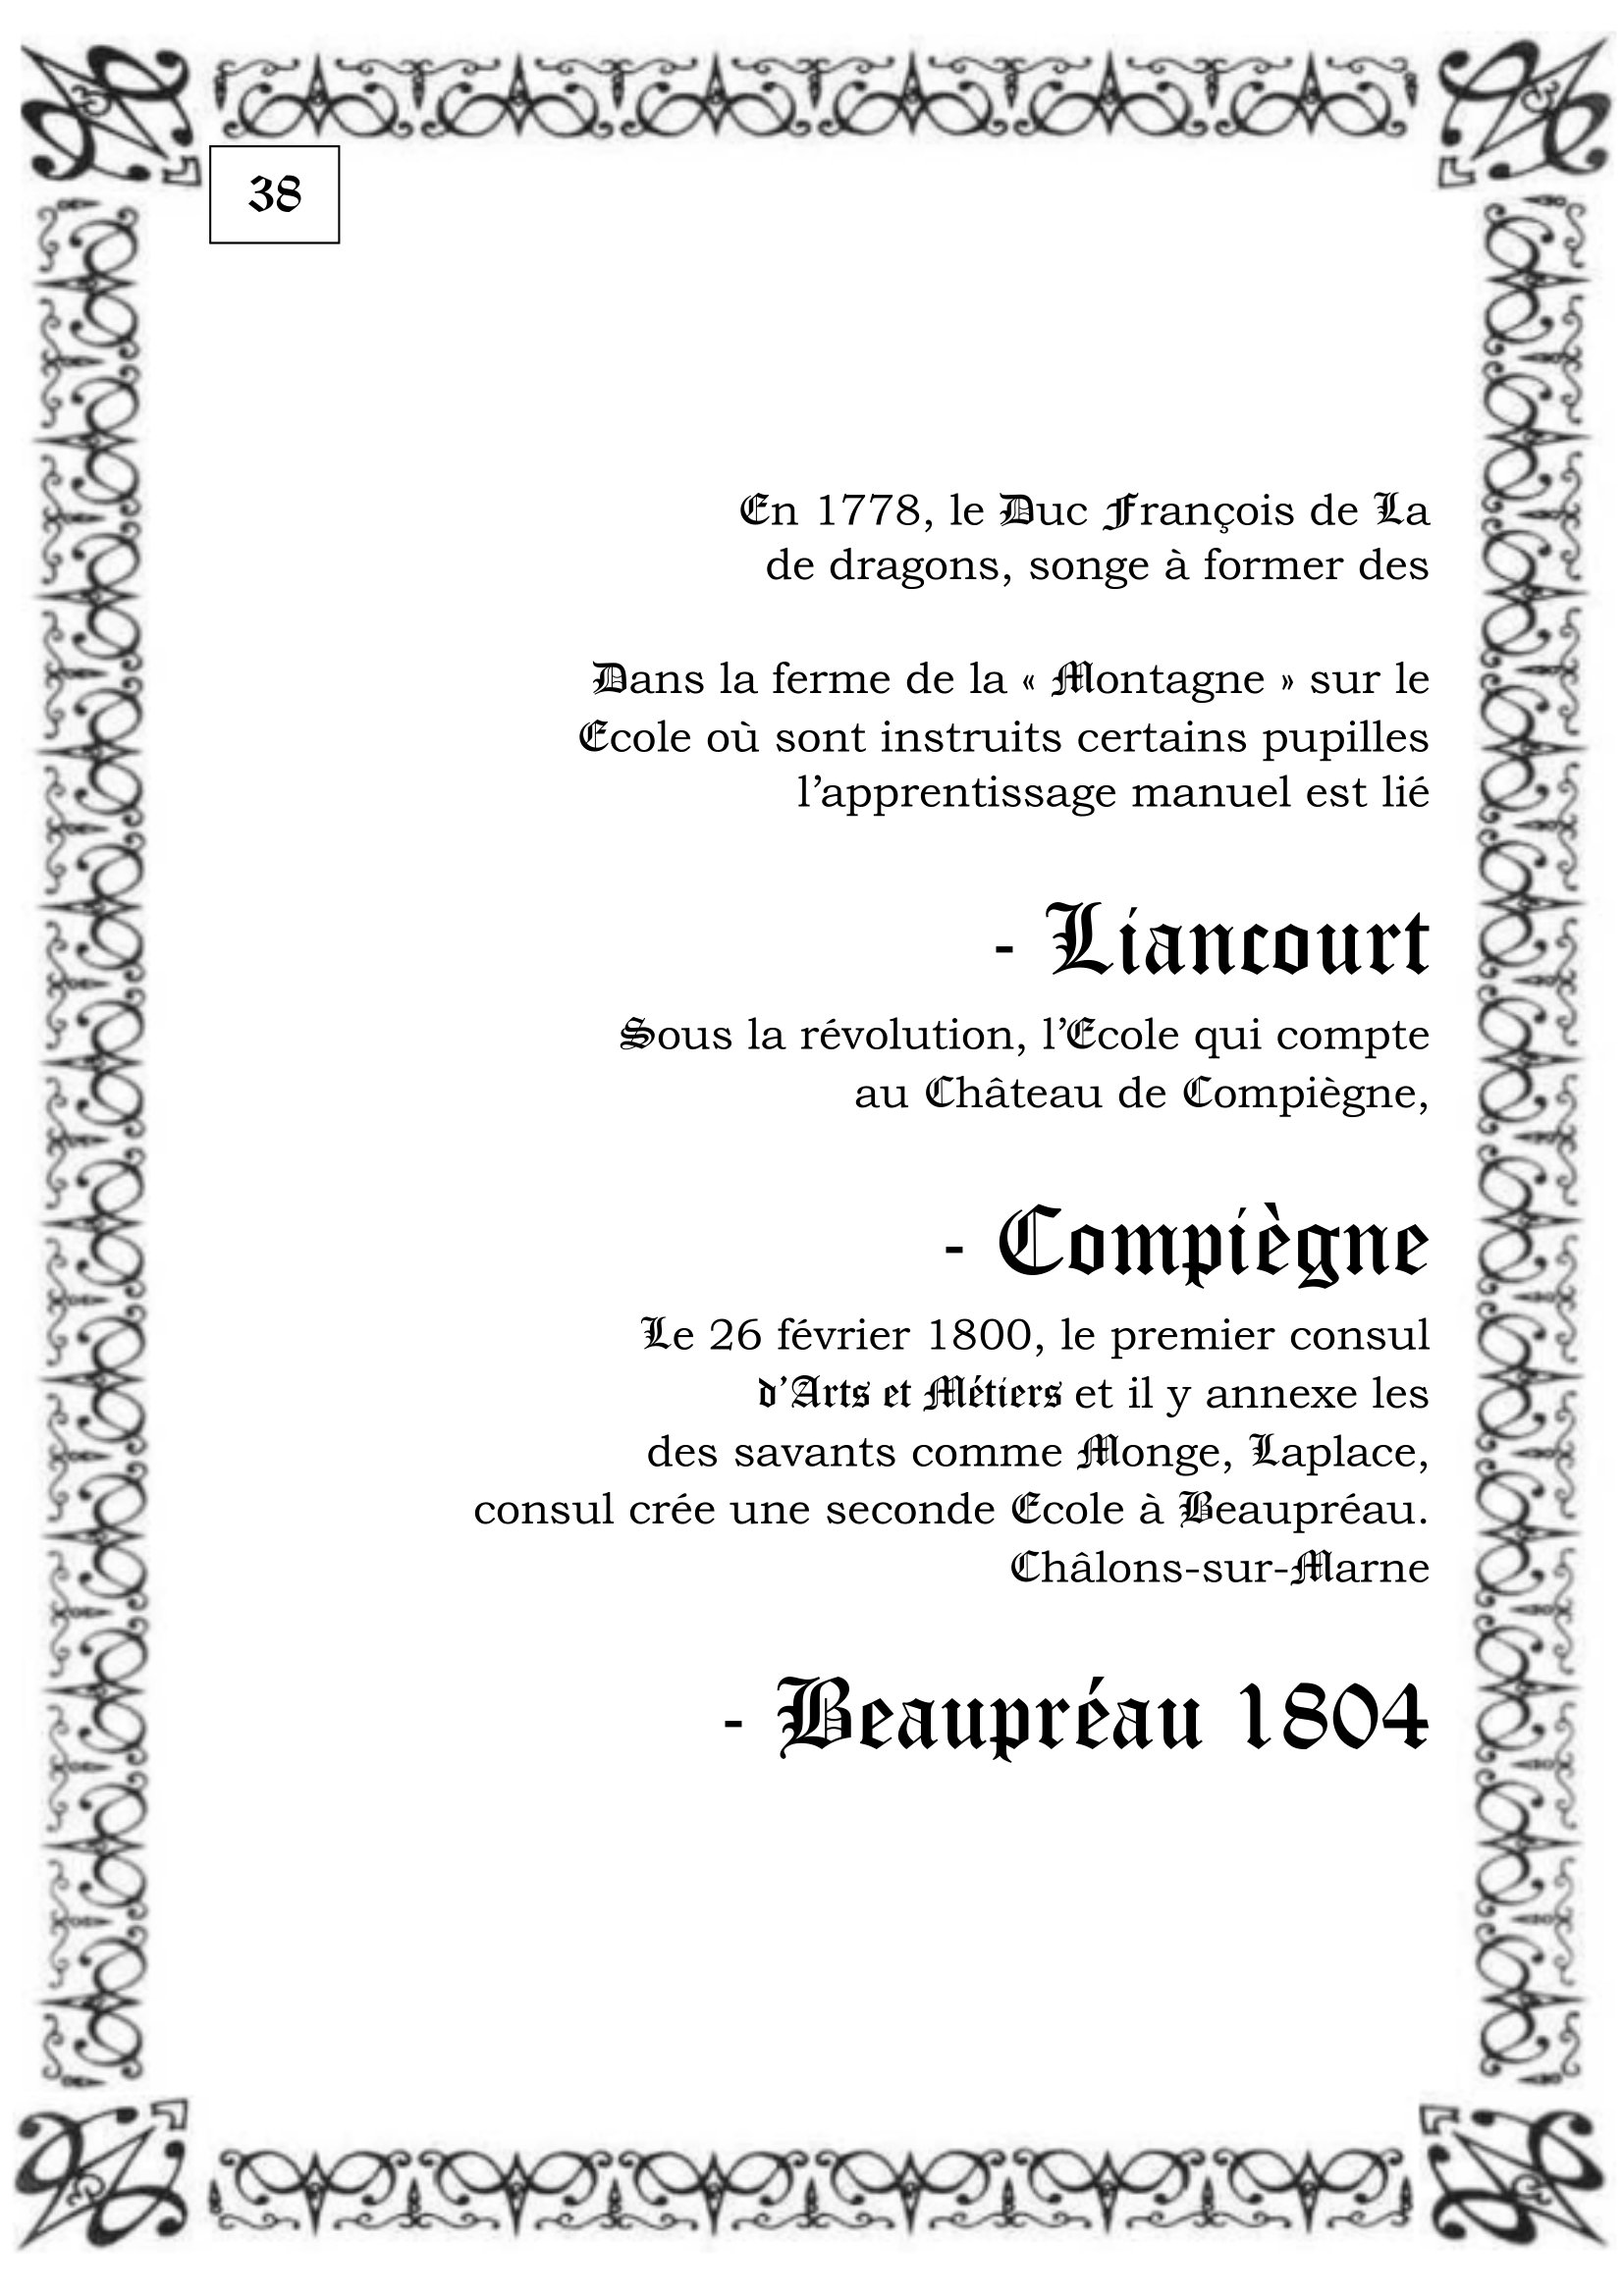 38
En 1778, le Duc François de La
de dragons, songe à former des
Dans la ferme de la « Montagne » sur le
Ecole où sont instruits certains pupilles
l’apprentissage manuel est lié
- Liancourt
Sous la révolution, l’Ecole qui compte
au Château de Compiègne,
- Compiègne
Le 26 février 1800, le premier consul
d’Arts et Métiers et il y annexe les
des savants comme Monge, Laplace,
consul crée une seconde Ecole à Beaupréau.
Châlons-sur-Marne
- Beaupréau 1804